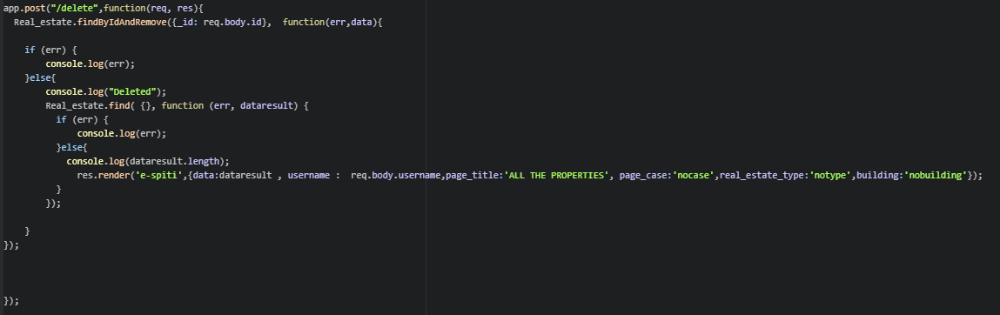 app.post("/delete",function(req, res){
  Real_estate.findByIdAndRemove({_id: req.body.id},  function(err,data){
    if (err) {
        console.log(err);
    }else{
        console.log("Deleted");
        Real_estate.find( {}, function (err, dataresult) {
          if (err) {
              console.log(err);
          }else{
            console.log(dataresult.length);
              res.render('e-spiti',{data:dataresult , username :  req.body.username,page_title:'ALL THE PROPERTIES', page_case:'nocase',real_estate_type:'notype',building:'nobuilding'});
          }
        });
    }
});
});